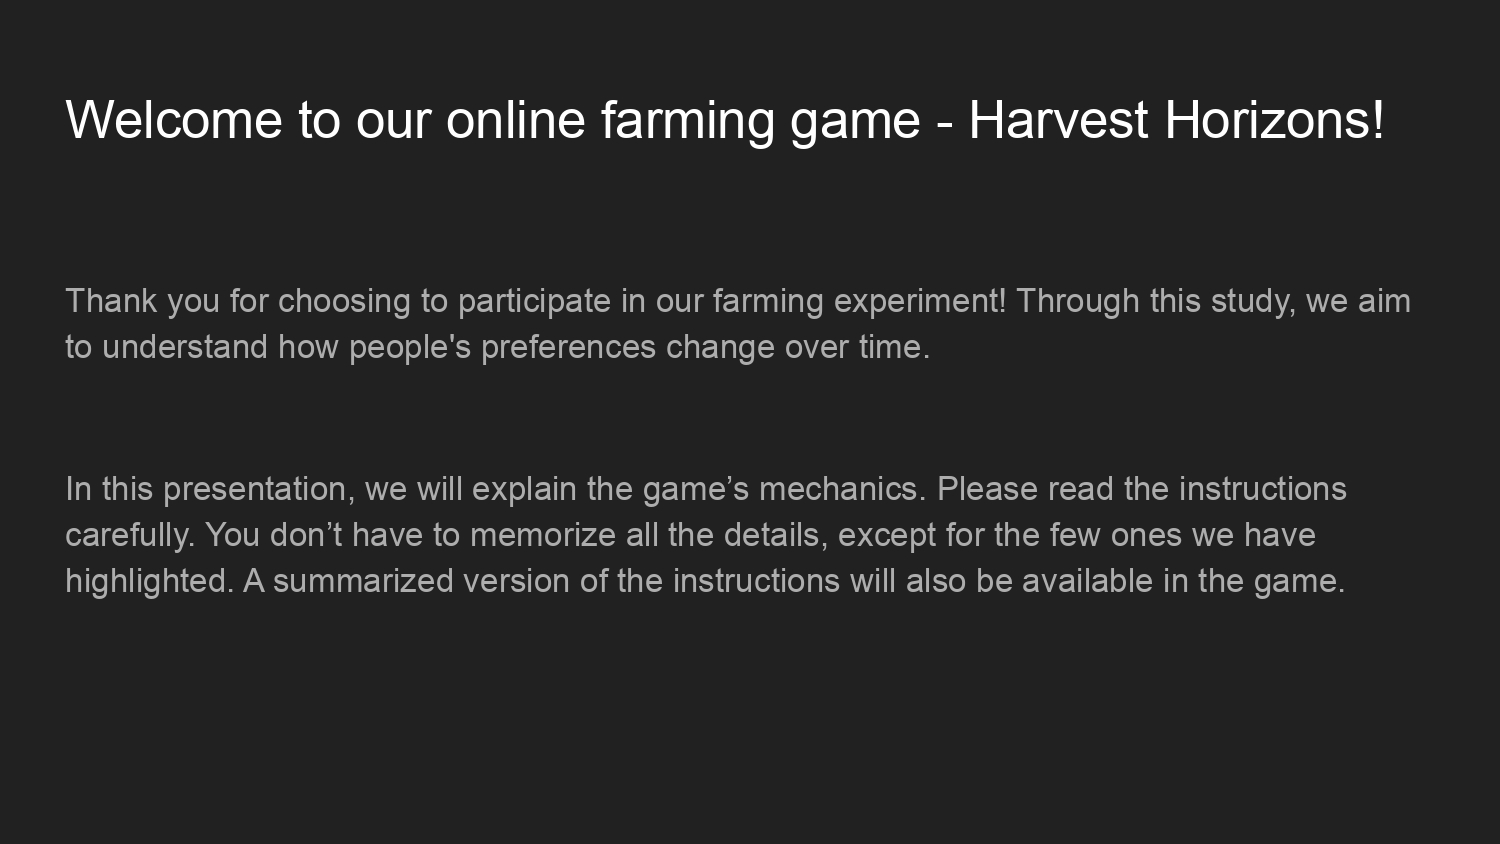 Welcome to our online farming game - Harvest Horizons!
Thank you for choosing to participate in our farming experiment! Through this study, we aim
to understand how people's preferences change over time.
In this presentation, we will explain the game’s mechanics. Please read the instructions
carefully. You don’t have to memorize all the details, except for the few ones we have
highlighted. A summarized version of the instructions will also be available in the game.